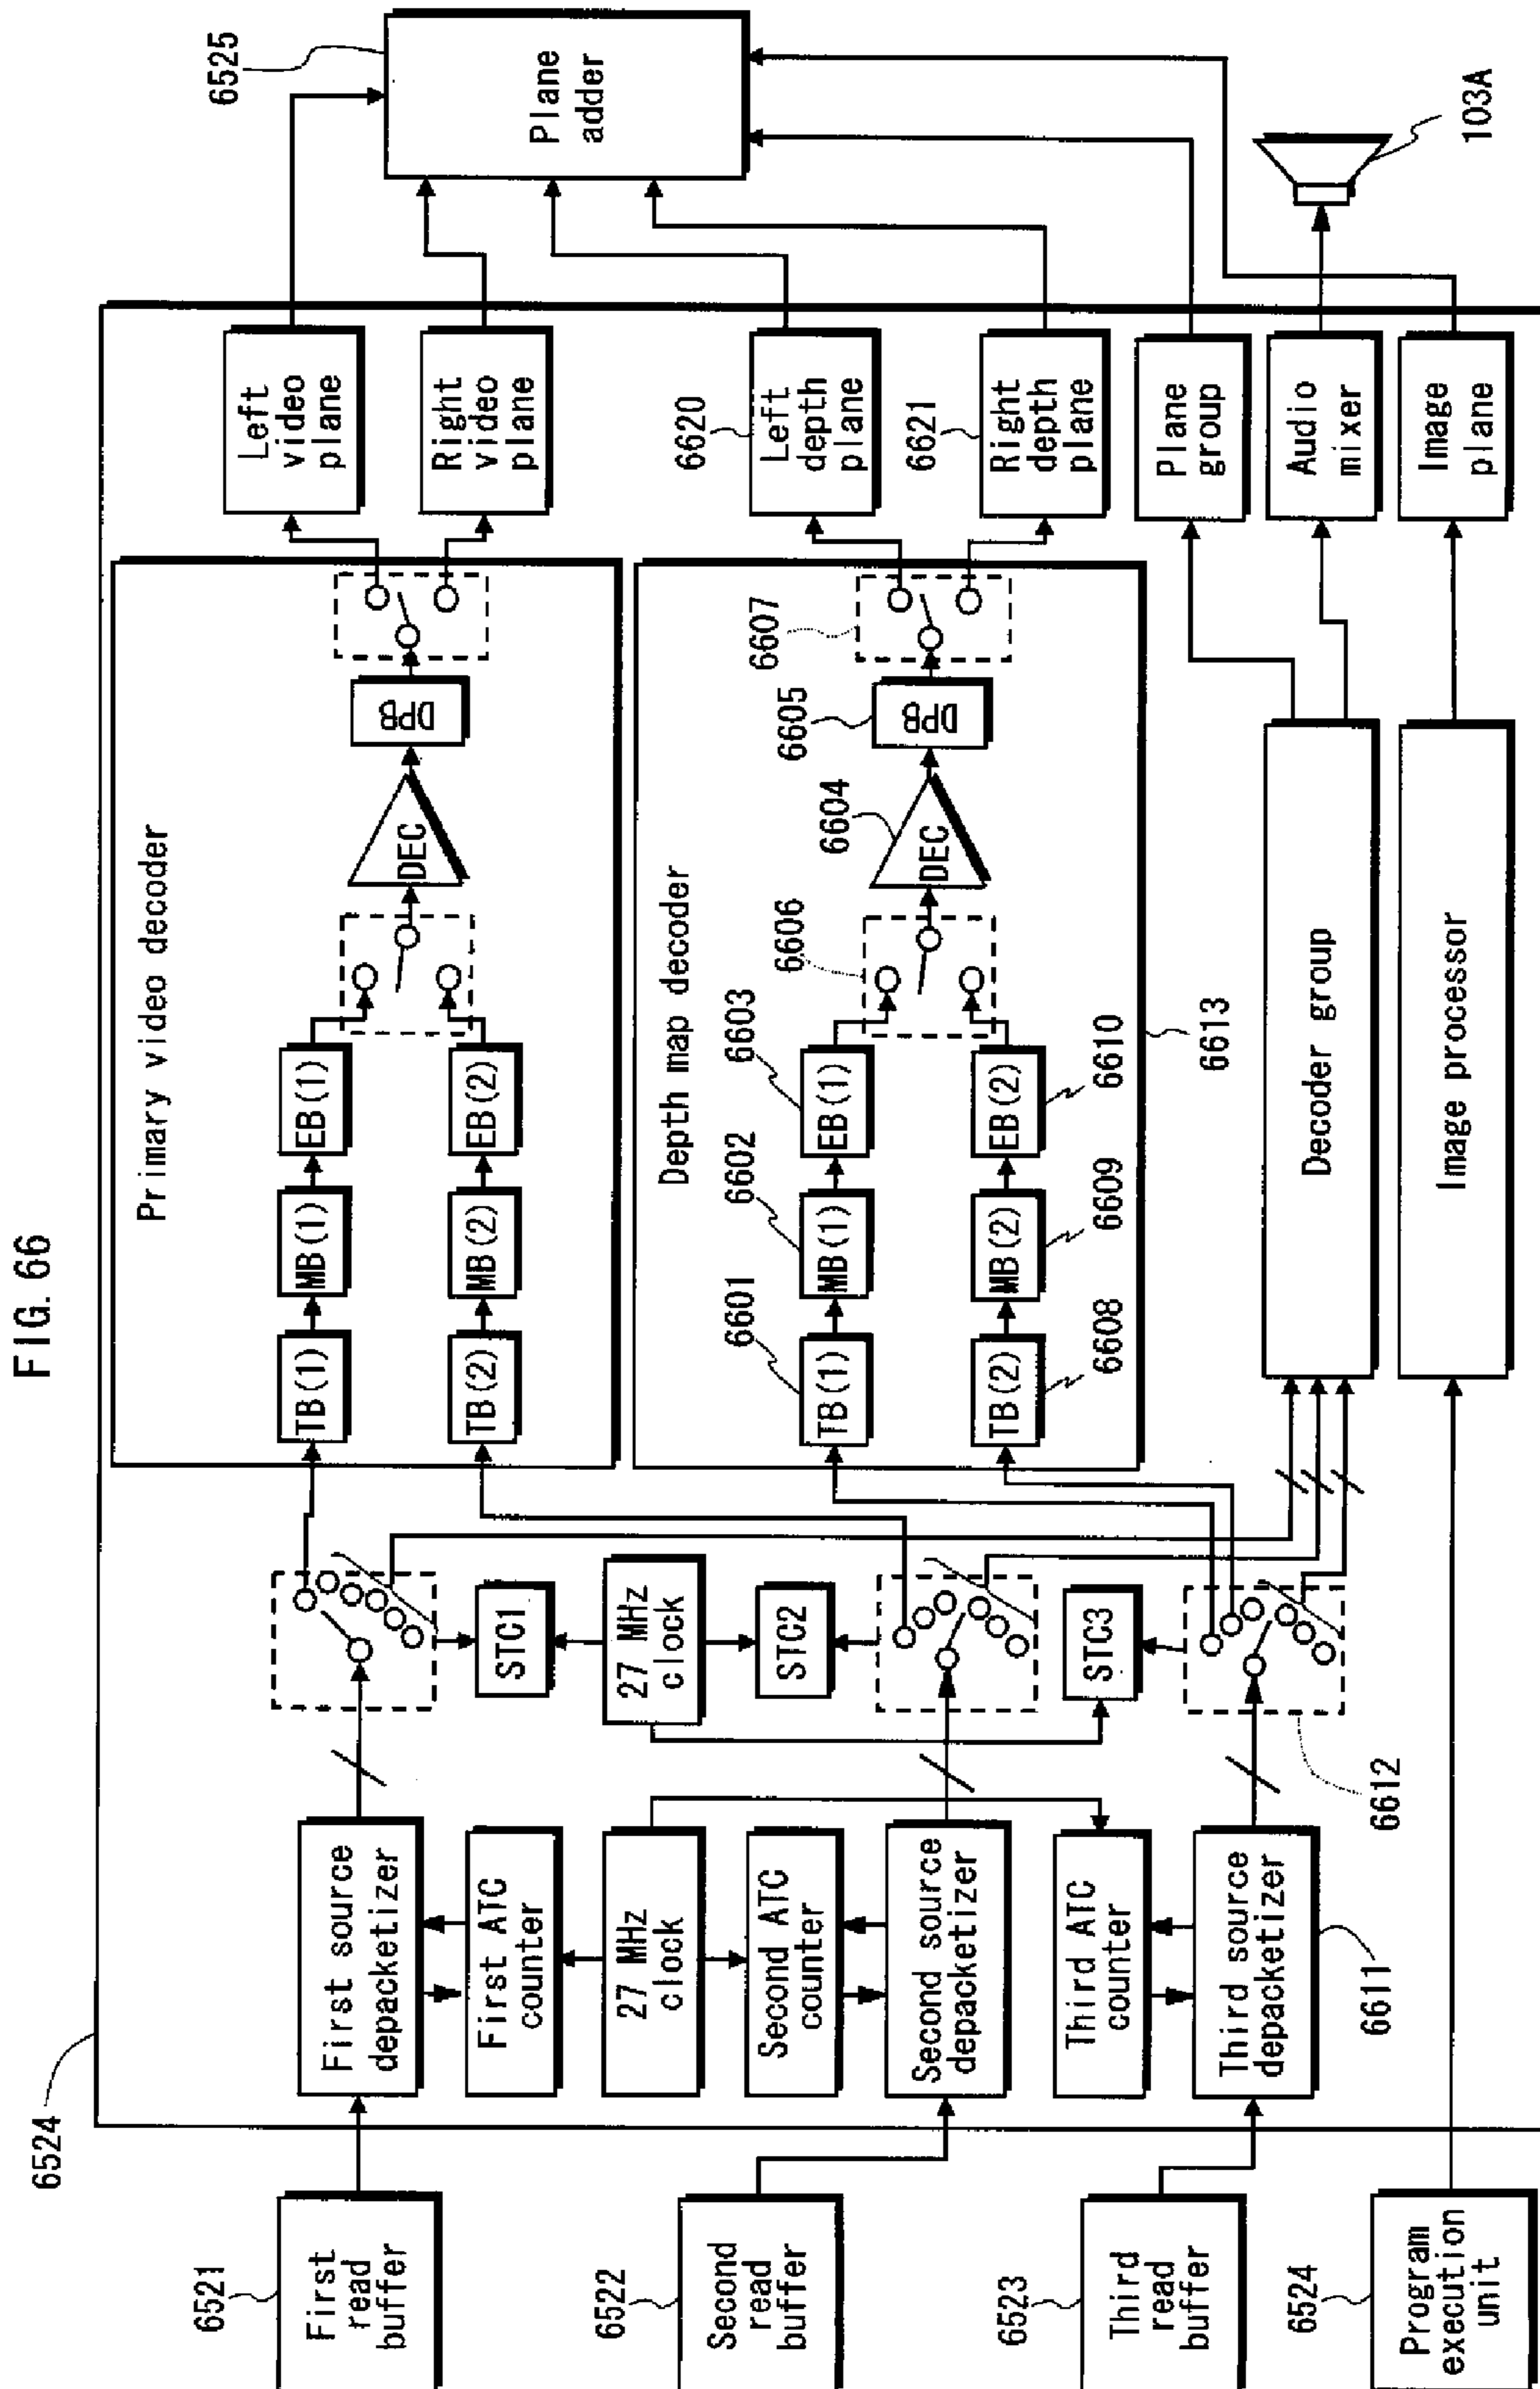 FIG. 66
6524
6521
First
read
buffer
6522
Second
read
buffer
6523
Third
read
buffer
6524
Program
execution
unit
First source
depacketizer
First ATC
counter
27 MHz
clock
Second ATC
counter
Second source
depacketizer
Third ATC
counter
Third source
depacketizer
6611
STC1
27 MHz
clock
STC2
STC3
6612
Primary video decoder
TB(1)
MB(1)
EB(1)
TB(2)
MB(2)
EB(2)
DEC
DPB
Depth map decoder
6601
TB(1)
6602
MB(1)
6603
EB(1)
TB(2)
6608
MB(2)
6609
EB(2)
6610
6606
6604
DEC
6605
DPB
6607
6613
Decoder group
Image processor
Left
video
plane
Right
video
plane
6620
Left
depth
plane
6621
Right
depth
plane
Plane
group
Audio
mixer
Image
plane
6525
Plane
adder
103A